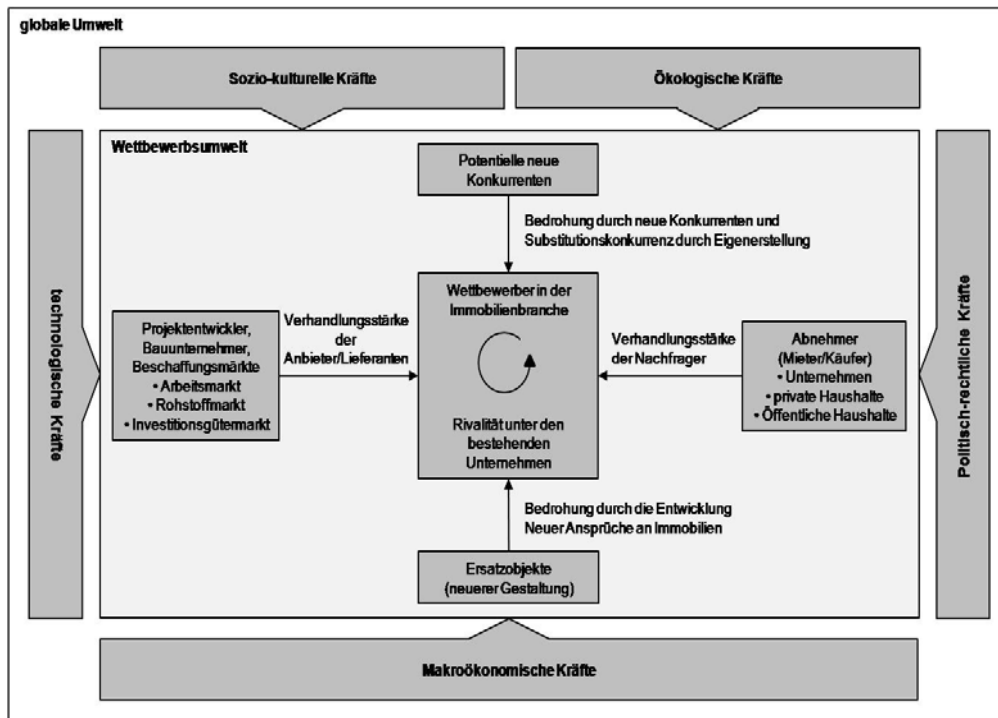 globale Umwelt
Sozio-kulturelle Kräfte
Ökologische Kräfte
technologische Kräfte
Wettbewerbsumwelt
Potentielle neue
Konkurrenten
Bedrohung durch neue Konkurrenten und
Substitutionskonkurrenz durch Eigenerstellung
Projektentwickler,
Bauunternehmer,
Beschaffungsmärkte
• Arbeitsmarkt
• Rohstoffmarkt
• Investitionsgütermarkt
Verhandlungsstärke
der
Anbieter/Lieferanten
Wettbewerber in der
Immobilienbranche
Rivalität unter den
bestehenden
Unternehmen
Verhandlungsstärke
der Nachfrager
Abnehmer
(Mieter/Käufer)
• Unternehmen
• private Haushalte
• Öffentliche Haushalte
Politisch-rechtliche Kräfte
Bedrohung durch die Entwicklung
Neuer Ansprüche an Immobilien
Ersatzobjekte
(neuerer Gestaltung)
Makroökonomische Kräfte